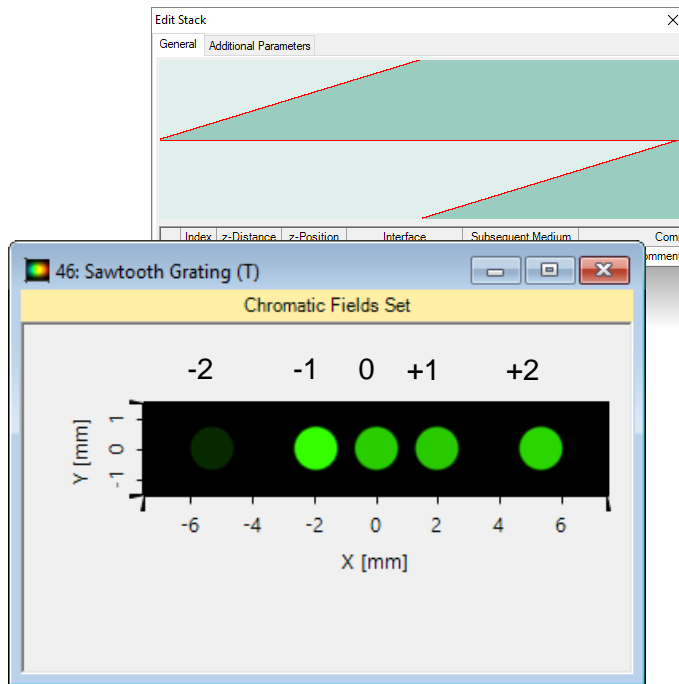 Edit Stack
General Additional Parameters
Index z-Distance z-Position Interface Subsequent Medium
46: Sawtooth Grating (T)
Chromatic Fields Set
-2 -1 0 +1 +2
Y [mm]
1
0
-1
-6 -4 -2 0 2 4 6
X [mm]